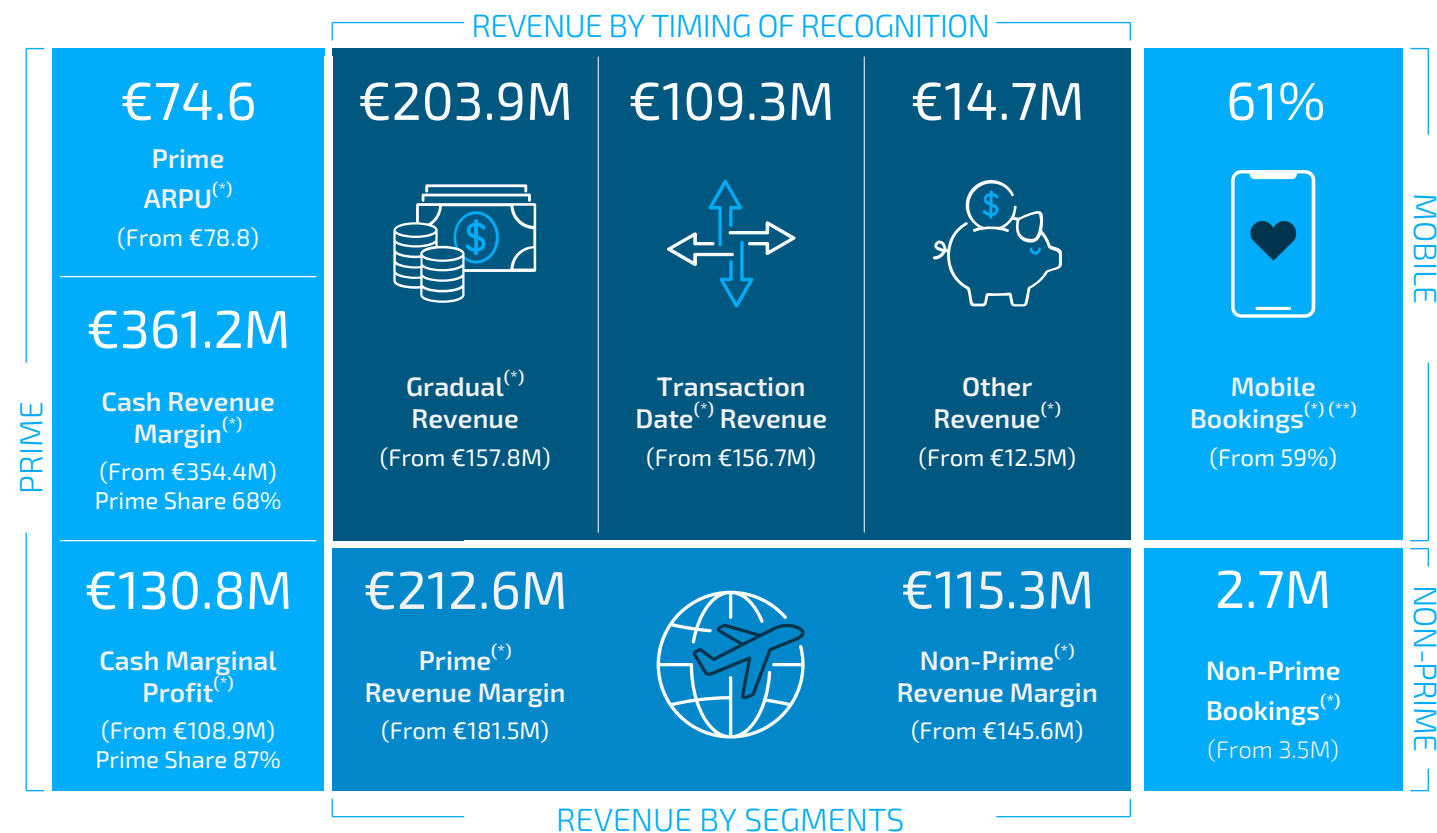 REVENUE BY TIMING OF RECOGNITION
PRIME
€74.6
Prime
ARPU(*)
(From €78.8)
€361.2M
Cash Revenue
Margin(*)
(From €354.4M)
Prime Share 68%
€130.8M
Cash Marginal
Profit(*)
(From €108.9M)
Prime Share 87%
€203.9M
$
Gradual(*)
Revenue
(From €157.8M)
€109.3M
Transaction
Date(*) Revenue
(From €156.7M)
€14.7M
$
Other
Revenue(*)
(From €12.5M)
€212.6M
Prime(*)
Revenue Margin
(From €181.5M)
€115.3M
Non-Prime(*)
Revenue Margin
(From €145.6M)
REVENUE BY SEGMENTS
61%
Mobile
Bookings(*) (**)
(From 59%)
MOBILE
2.7M
Non-Prime
Bookings(*)
(From 3.5M)
NON-PRIME